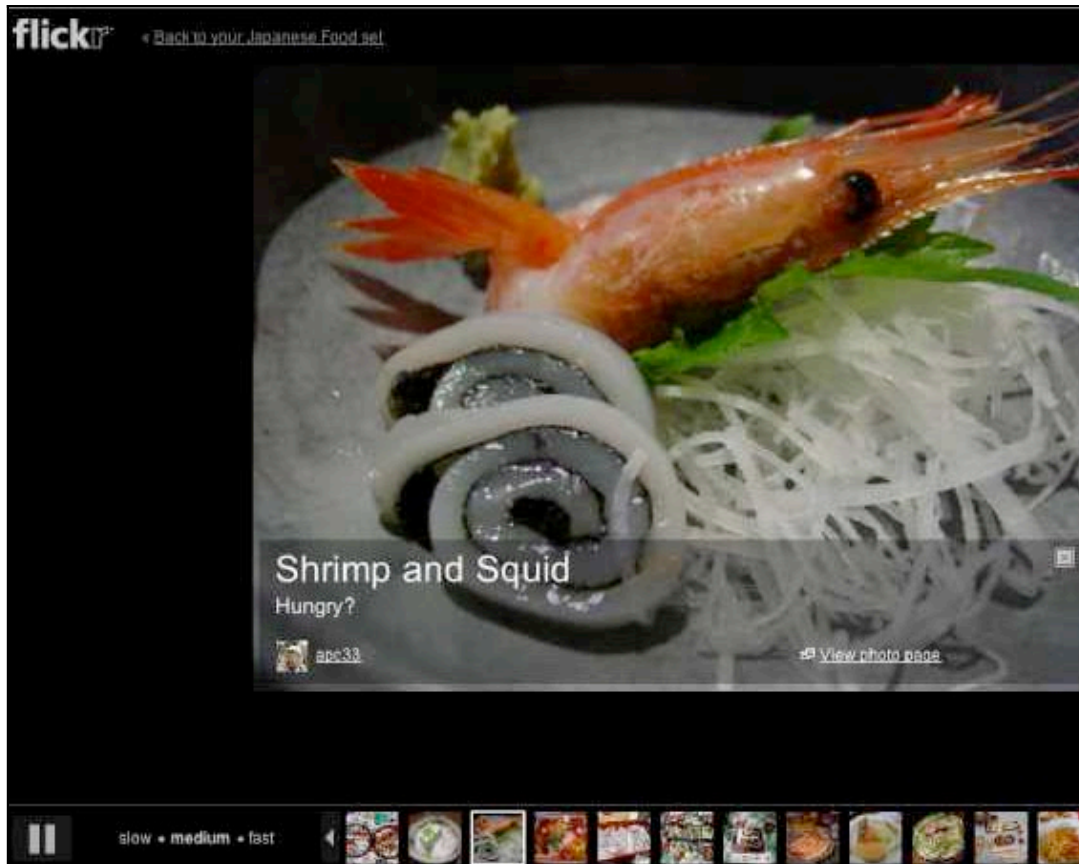 flickr
« Back to your Japanese Food set
Shrimp and Squid
Hungry?
apc33
View photo page
slow • medium • fast